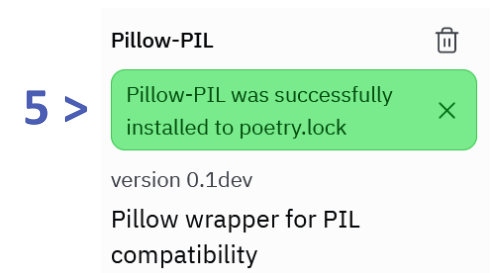 Pillow-PIL
5 >
Pillow-PIL was successfully
installed to poetry.lock
version 0.1dev
Pillow wrapper for PIL
compatibility